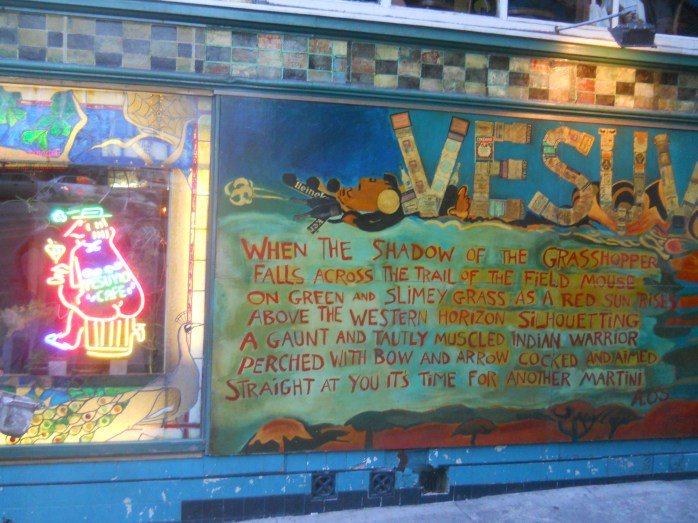 VESUV
Heineken
WHEN THE SHADOW OF THE GRASSHOPPER
FALLS ACROSS THE TRAIL OF THE FIELD MOUSE
ON GREEN AND SLIMEY GRASS AS A RED SUN RISES
ABOVE THE WESTERN HORIZON SILHOUETTING
A GAUNT AND TAUTLY MUSCLED INDIAN WARRIOR
PERCHED WITH BOW AND ARROW COCKED AND AIMED
STRAIGHT AT YOU IT'S TIME FOR ANOTHER MARTINI
VESUVIO
CAFE